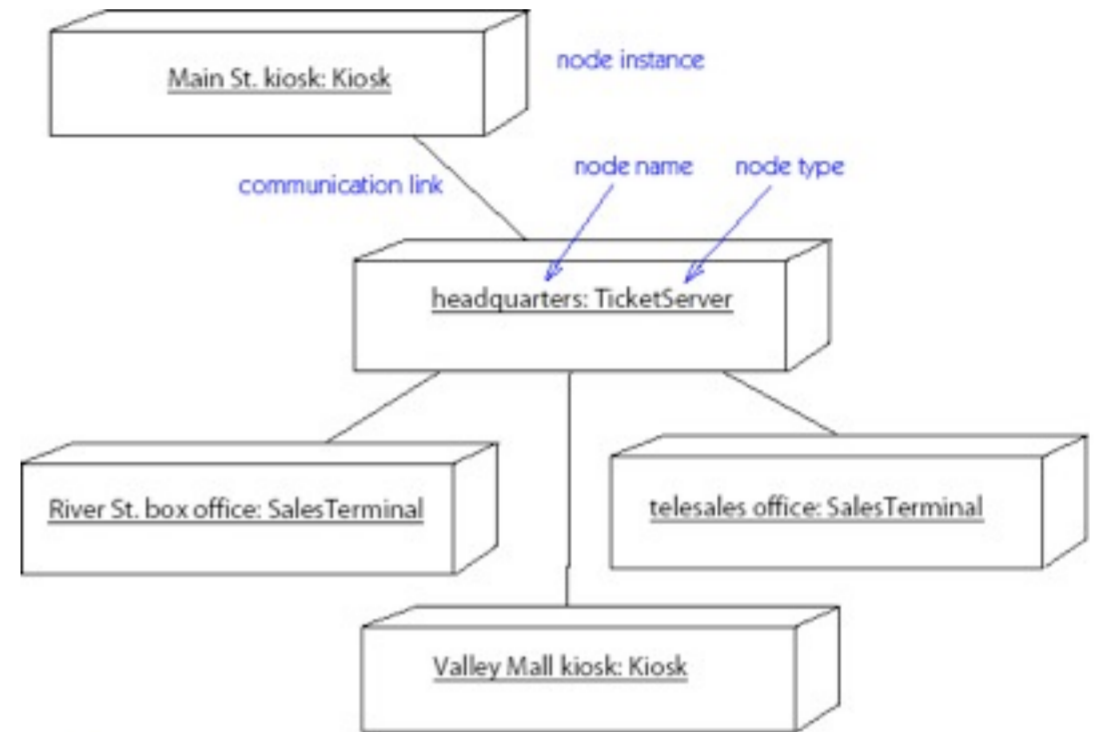 Main St. kiosk: Kiosk
node instance
communication link
node name
node type
headquarters: TicketServer
River St. box office: SalesTerminal
telesales office: SalesTerminal
Valley Mall kiosk: Kiosk